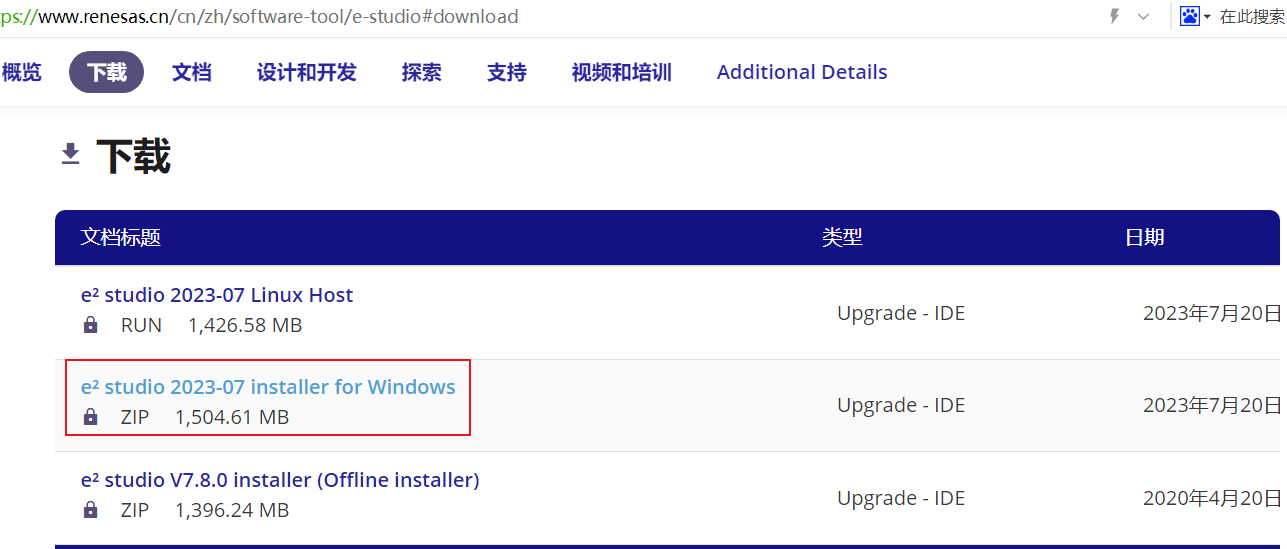 ps://www.renesas.cn/cn/zh/software-tool/e-studio#download 在此搜索
概览 下载 文档 设计和开发 探索 支持 视频和培训 Additional Details
下载
文档标题 类型 日期
e² studio 2023-07 Linux Host
RUN 1,426.58 MB
Upgrade - IDE 2023年7月20日
e² studio 2023-07 installer for Windows
ZIP 1,504.61 MB
Upgrade - IDE 2023年7月20日
e² studio V7.8.0 installer (Offline installer)
ZIP 1,396.24 MB
Upgrade - IDE 2020年4月20日